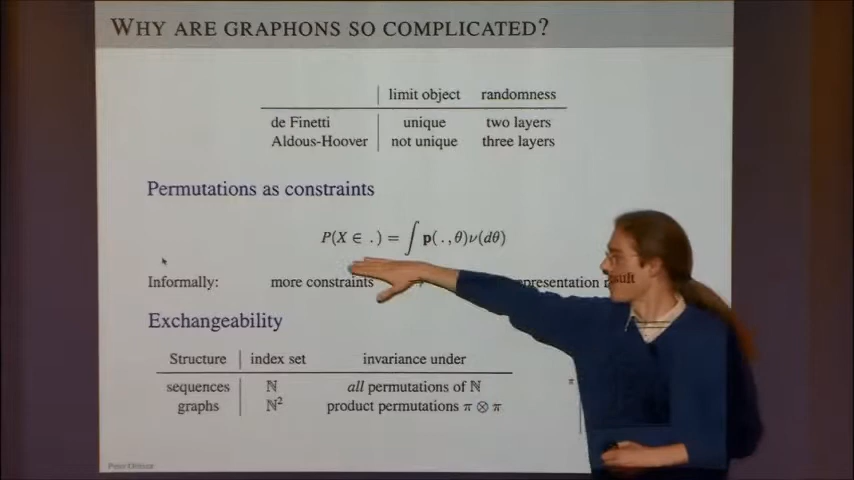 WHY ARE GRAPHONS SO COMPLICATED?
limit object randomness
de Finetti unique two layers
Aldous-Hoover not unique three layers
Permutations as constraints
P(X ∈ . ) = ∫ p( . , θ)ν(dθ)
Informally: more constraints → presentation result
Exchangeability
Structure index set invariance under
sequences ℕ all permutations of ℕ
graphs ℕ² product permutations π ⊗ π
π